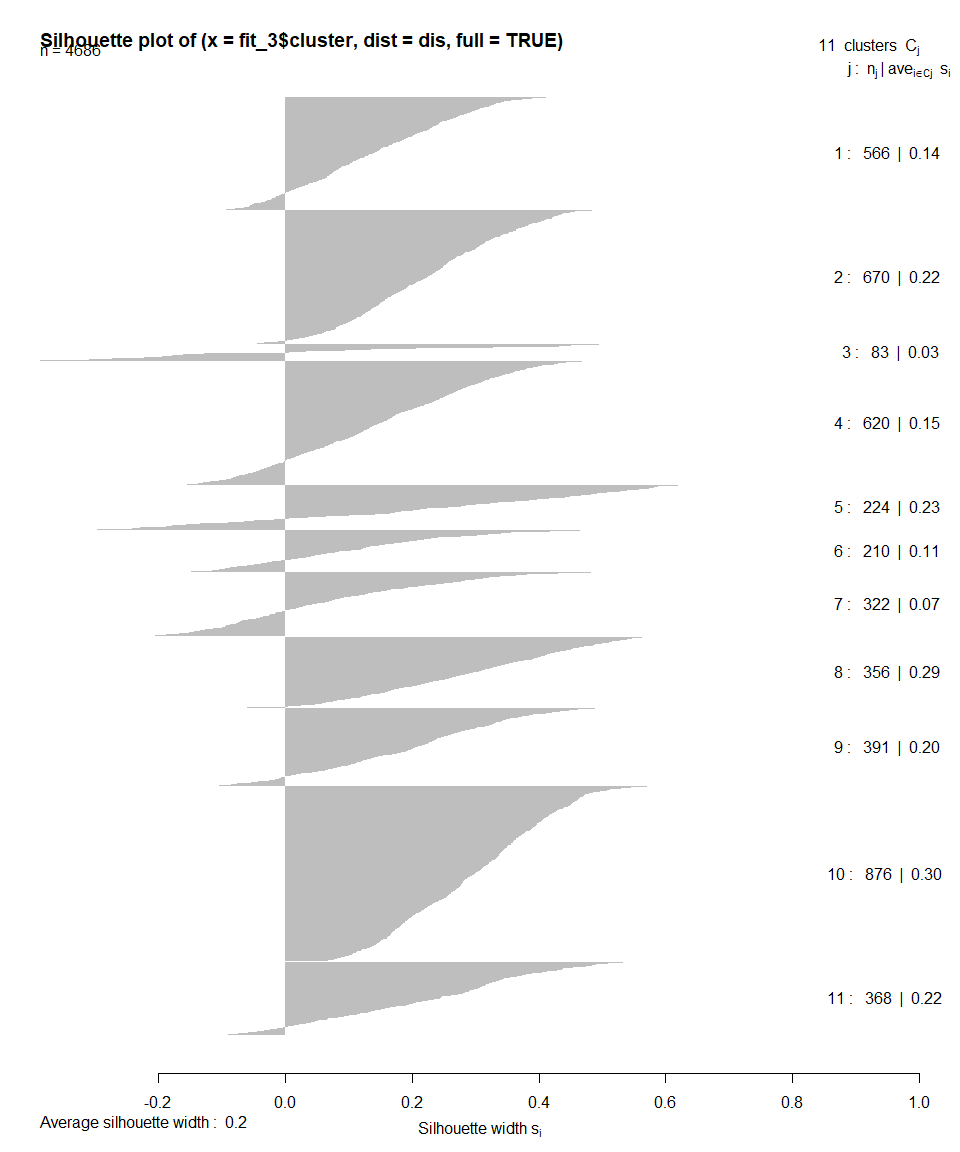 Silhouette plot of (x = fit_3$cluster, dist = dis, full = TRUE)
n = 4686
11 clusters Cj
j : nj | avei∈Cj si
1 : 566 | 0.14
2 : 670 | 0.22
3 : 83 | 0.03
4 : 620 | 0.15
5 : 224 | 0.23
6 : 210 | 0.11
7 : 322 | 0.07
8 : 356 | 0.29
9 : 391 | 0.20
10 : 876 | 0.30
11 : 368 | 0.22
-0.2 0.0 0.2 0.4 0.6 0.8 1.0
Average silhouette width : 0.2
Silhouette width si